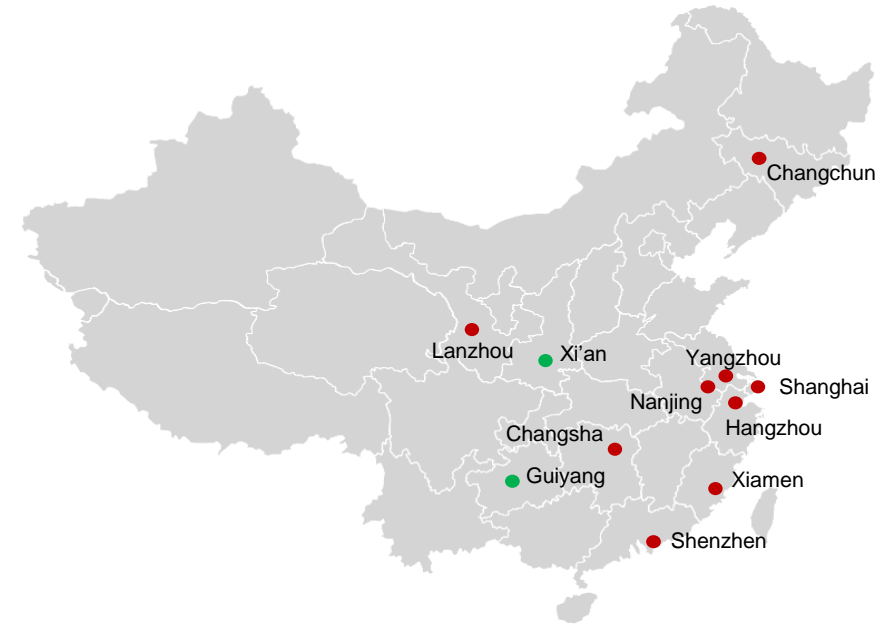 Changchun
Lanzhou
Xi’an
Yangzhou
Nanjing
Shanghai
Hangzhou
Changsha
Guiyang
Xiamen
Shenzhen